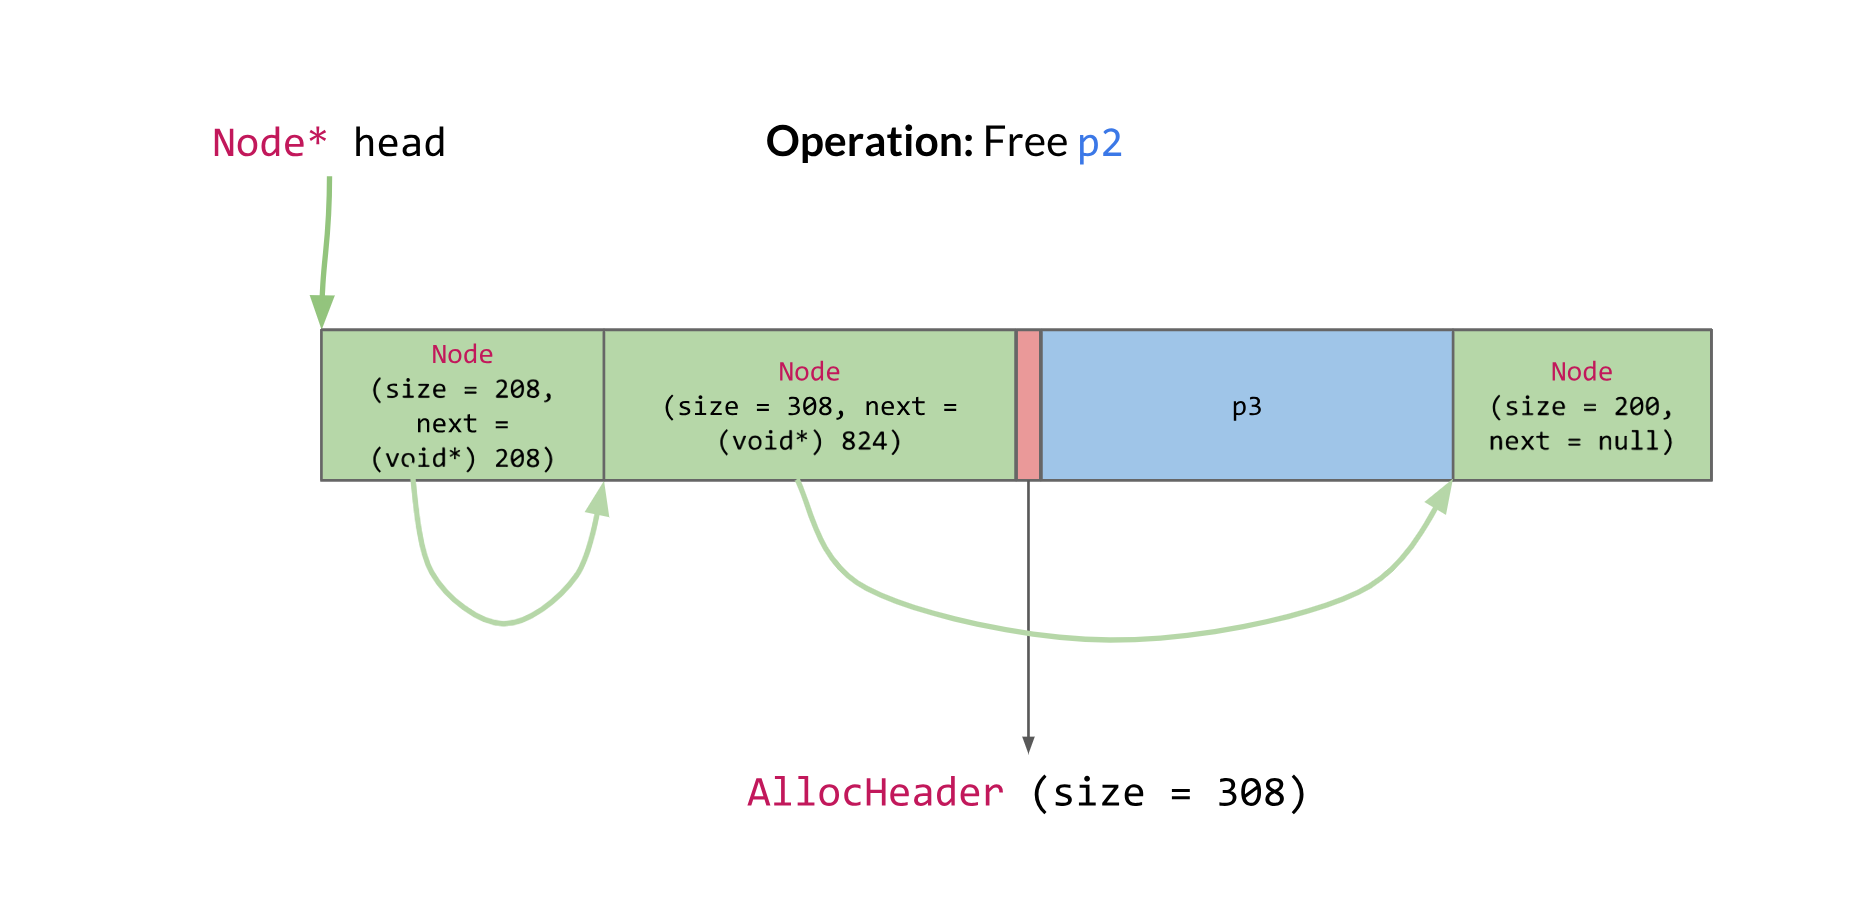 Node* head
Operation: Free p2
Node
(size = 208,
next =
(void*) 208)
Node
(size = 308, next =
(void*) 824)
p3
Node
(size = 200,
next = null)
AllocHeader (size = 308)